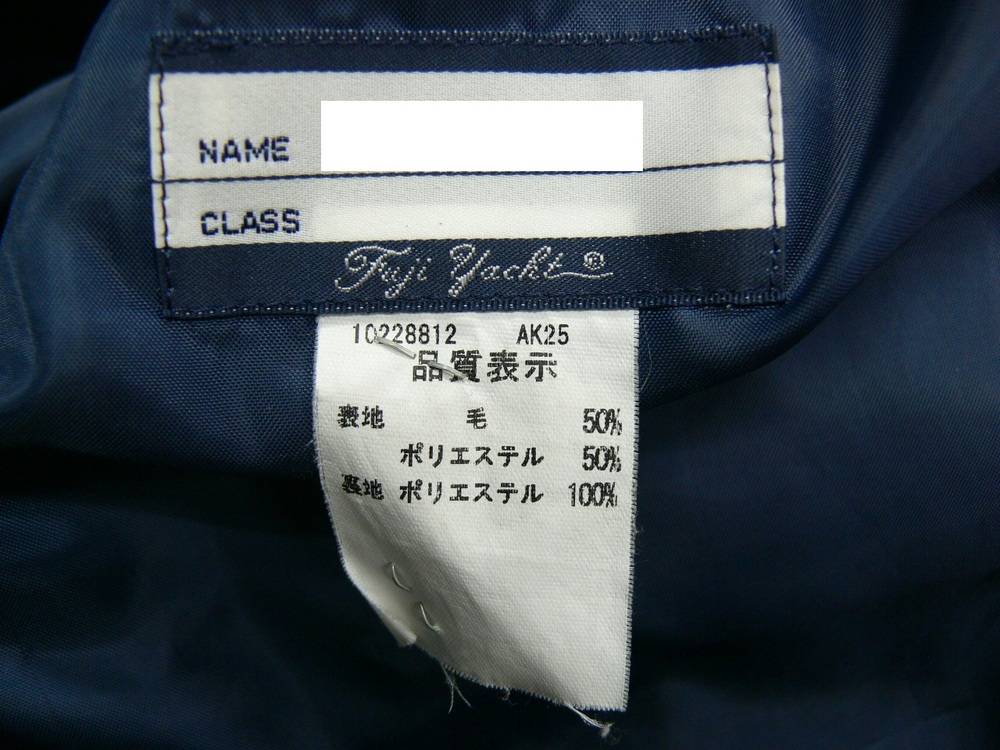 NAME
CLASS
Fuji Yacht®
10228812 AK25
品質表示
表地 毛 50%
ポリエステル 50%
裏地 ポリエステル 100%